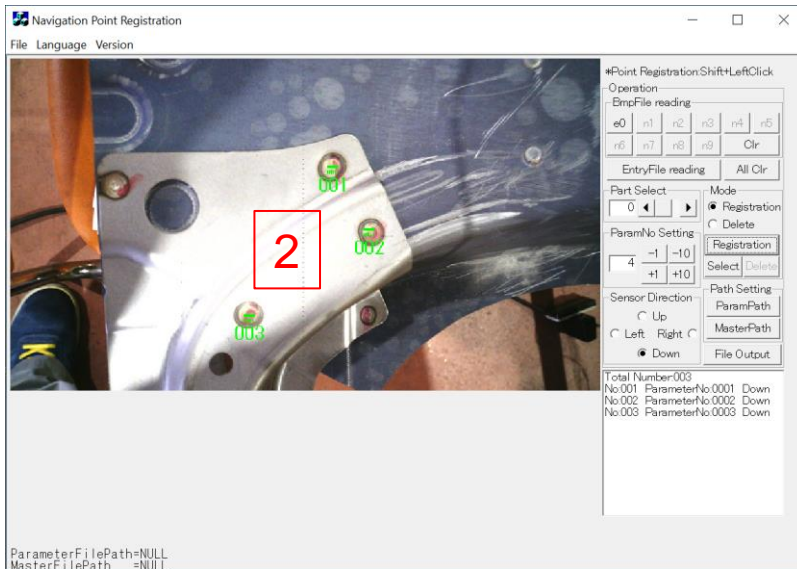 Navigation Point Registration
File Language Version
*Point Registration:Shift+LeftClick
Operation
BmpFile reading
e0 n1 n2 n3 n4 n5
n6 n7 n8 n9 Clr
EntryFile reading All Clr
Part Select
0
Mode
Registration
Delete
ParamNo Setting
4 -1 -10
+1 +10
Registration
Select Delete
Sensor Direction
Up
Left Right
Down
Path Setting
ParamPath
MasterPath
File Output
001
002
003
2
Total Number:003
No:001 ParameterNo:0001 Down
No:002 ParameterNo:0002 Down
No:003 ParameterNo:0003 Down
ParameterFilePath=NULL
MasterFilePath =NULL